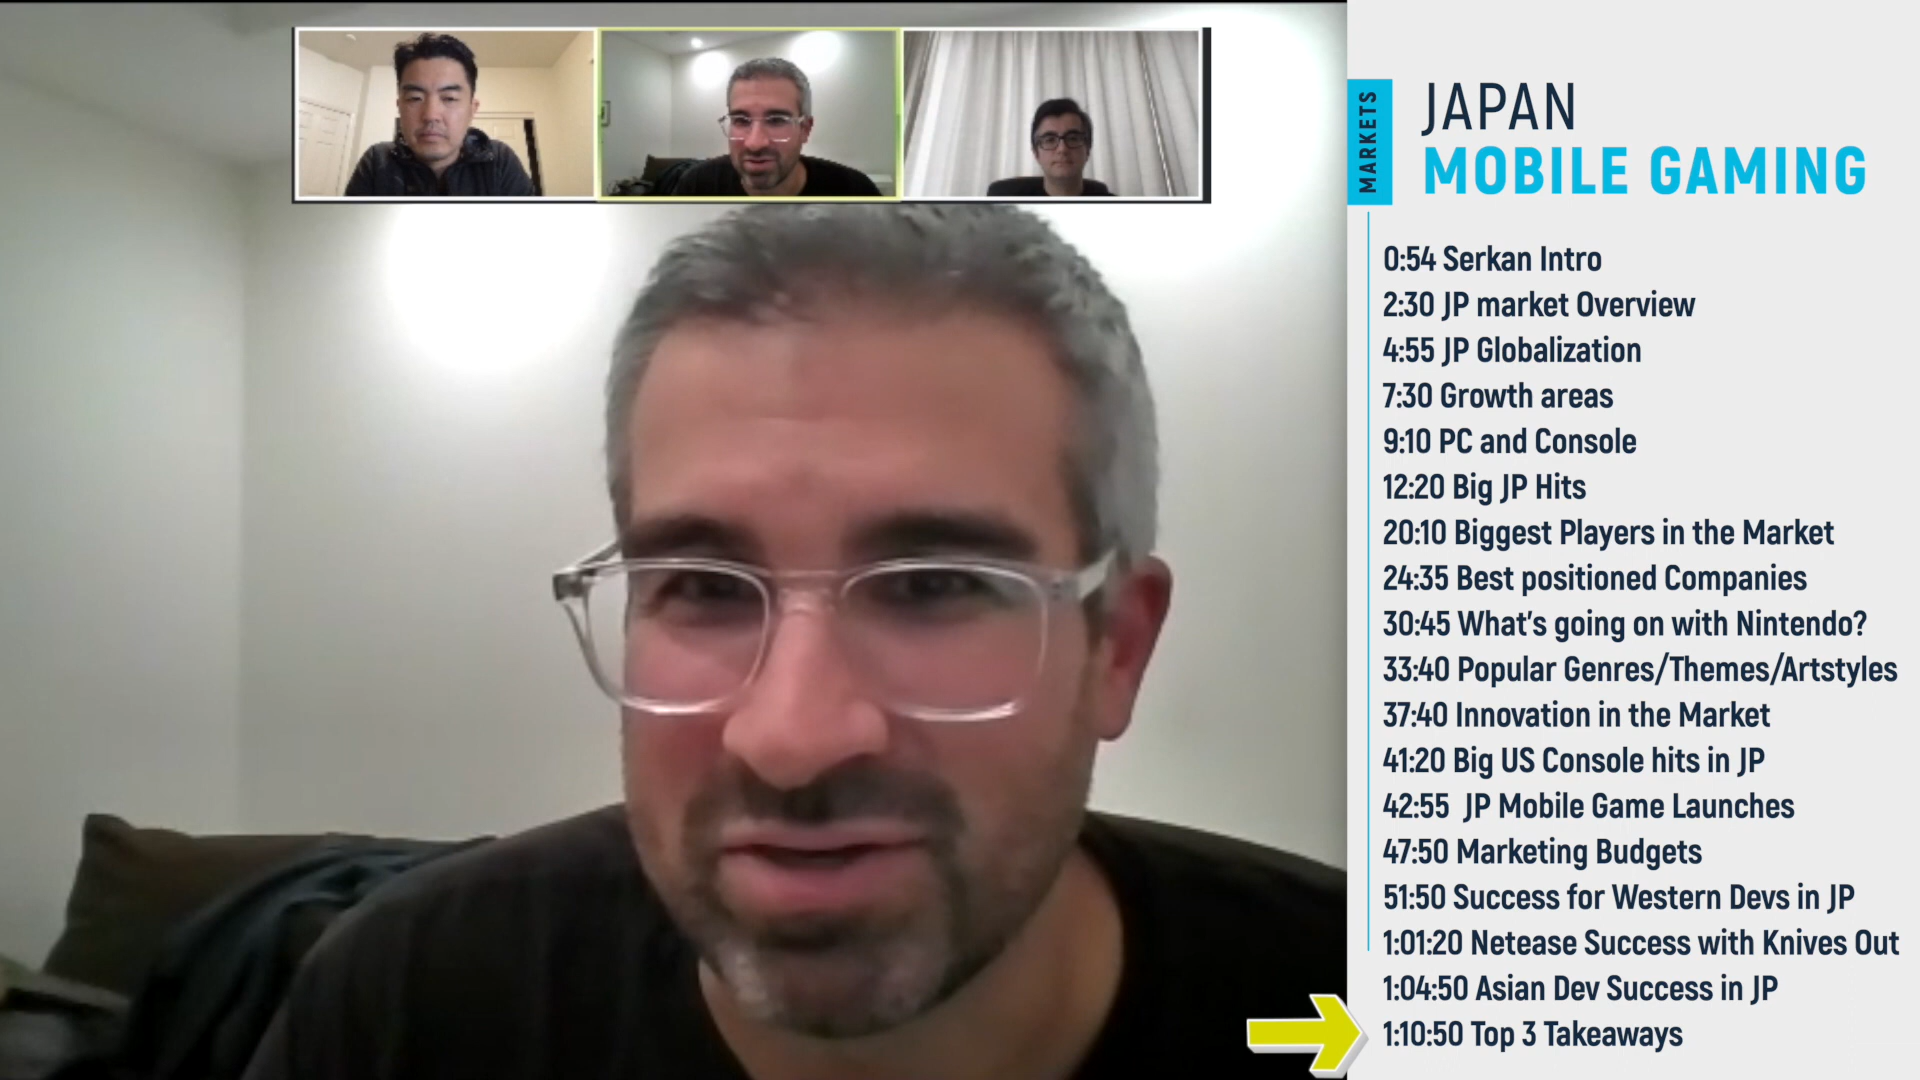 MARKETS
JAPAN
MOBILE GAMING
0:54 Serkan Intro
2:30 JP market Overview
4:55 JP Globalization
7:30 Growth areas
9:10 PC and Console
12:20 Big JP Hits
20:10 Biggest Players in the Market
24:35 Best positioned Companies
30:45 What's going on with Nintendo?
33:40 Popular Genres/Themes/Artstyles
37:40 Innovation in the Market
41:20 Big US Console hits in JP
42:55 JP Mobile Game Launches
47:50 Marketing Budgets
51:50 Success for Western Devs in JP
1:01:20 Netease Success with Knives Out
1:04:50 Asian Dev Success in JP
1:10:50 Top 3 Takeaways